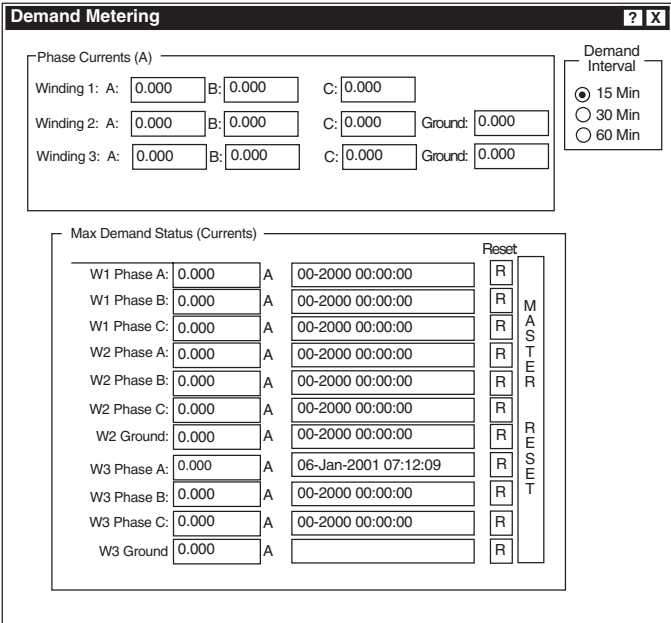 Demand Metering ? X
Phase Currents (A)
Winding 1: A: 0.000 B: 0.000 C: 0.000
Winding 2: A: 0.000 B: 0.000 C: 0.000 Ground: 0.000
Winding 3: A: 0.000 B: 0.000 C: 0.000 Ground: 0.000
Demand
Interval
15 Min
30 Min
60 Min
Max Demand Status (Currents)
Reset
W1 Phase A: 0.000 A 00-2000 00:00:00 R
W1 Phase B: 0.000 A 00-2000 00:00:00 R
W1 Phase C: 0.000 A 00-2000 00:00:00 R
W2 Phase A: 0.000 A 00-2000 00:00:00 R
W2 Phase B: 0.000 A 00-2000 00:00:00 R
W2 Phase C: 0.000 A 00-2000 00:00:00 R
W2 Ground: 0.000 A 00-2000 00:00:00 R
W3 Phase A: 0.000 A 06-Jan-2001 07:12:09 R
W3 Phase B: 0.000 A 00-2000 00:00:00 R
W3 Phase C: 0.000 A 00-2000 00:00:00 R
W3 Ground 0.000 A R
MASTER RESET